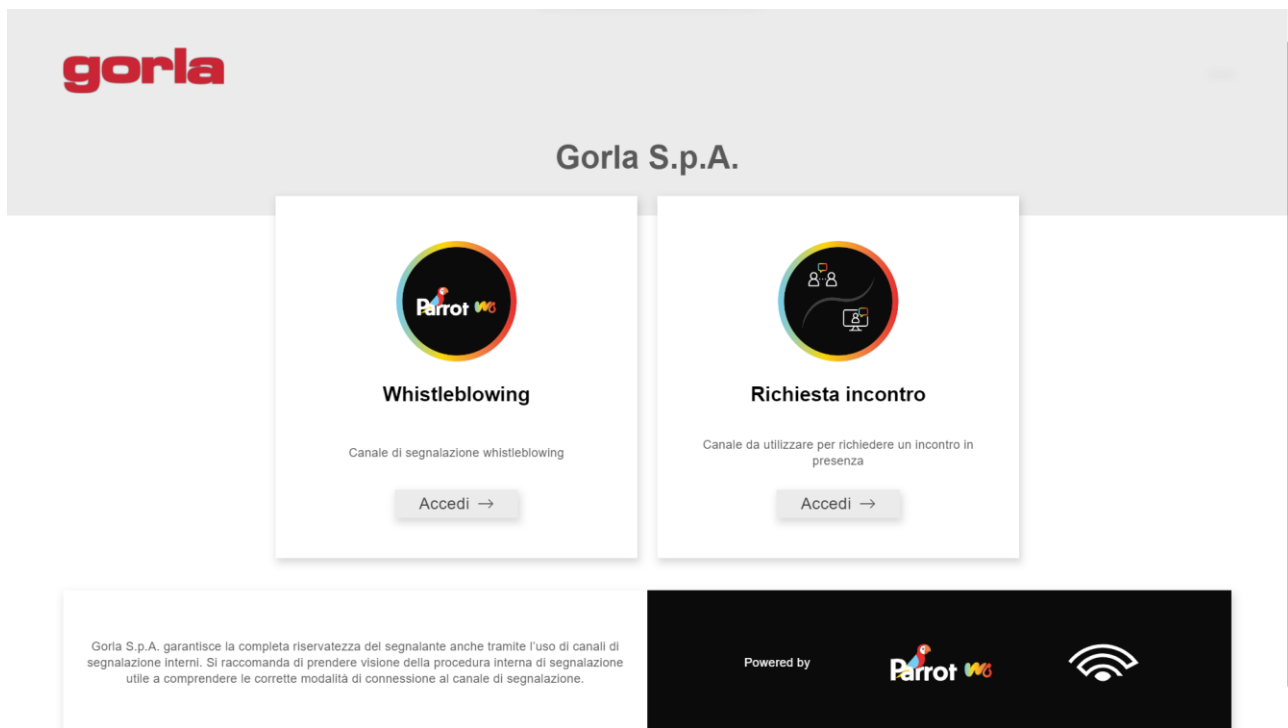 gorla
Gorla S.p.A.
Parrot
Whistleblowing
Canale di segnalazione whistleblowing
Accedi →
Richiesta incontro
Canale da utilizzare per richiedere un incontro in
presenza
Accedi →
Gorla S.p.A. garantisce la completa riservatezza del segnalante anche tramite l'uso di canali di
segnalazione interni. Si raccomanda di prendere visione della procedura interna di segnalazione
utile a comprendere le corrette modalità di connessione al canale di segnalazione.
Powered by
Parrot